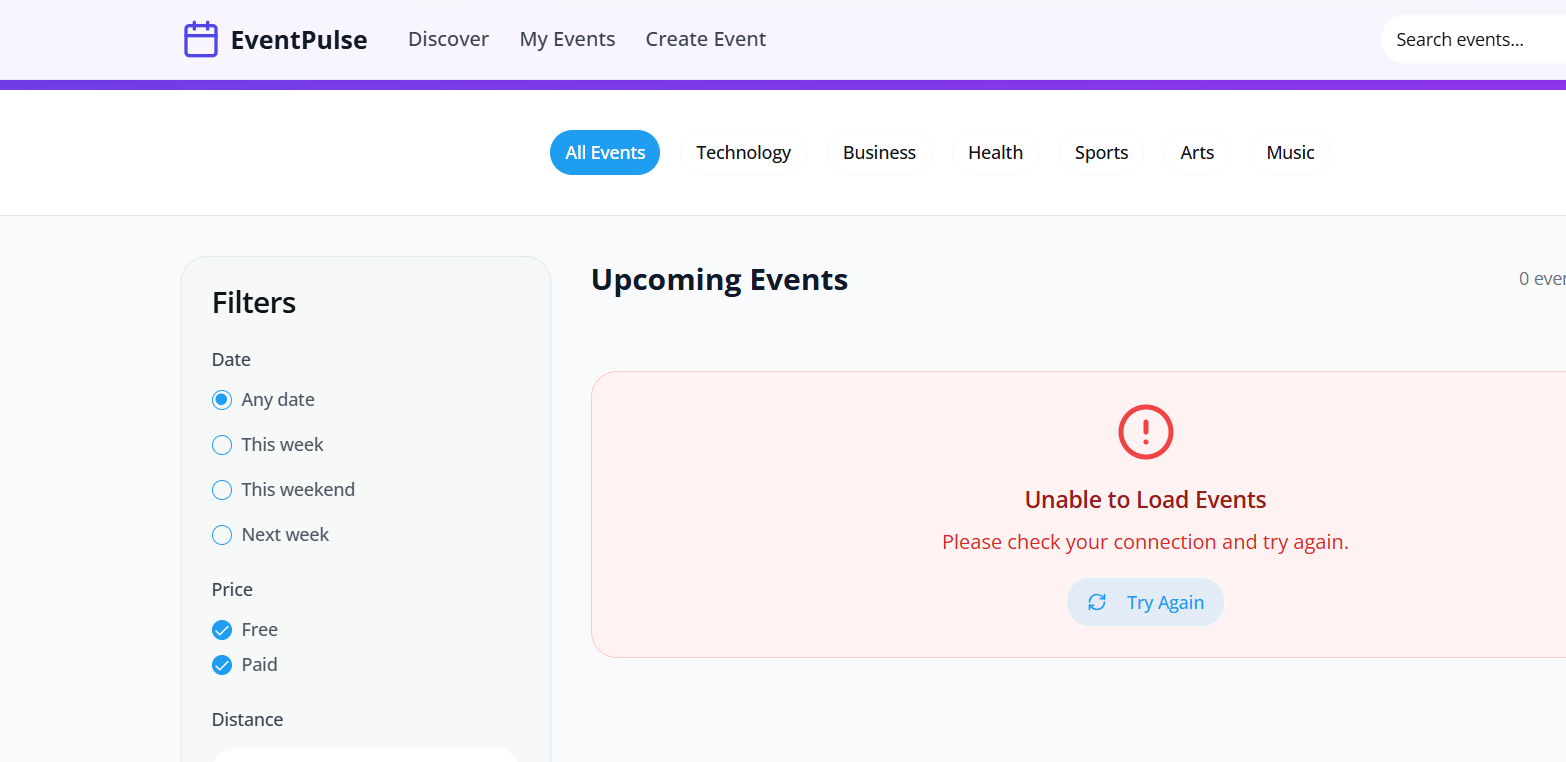 EventPulse Discover My Events Create Event Search events...
All Events Technology Business Health Sports Arts Music
Filters
Date
Any date
This week
This weekend
Next week
Price
Free
Paid
Distance
Upcoming Events
0
Unable to Load Events
Please check your connection and try again.
Try Again